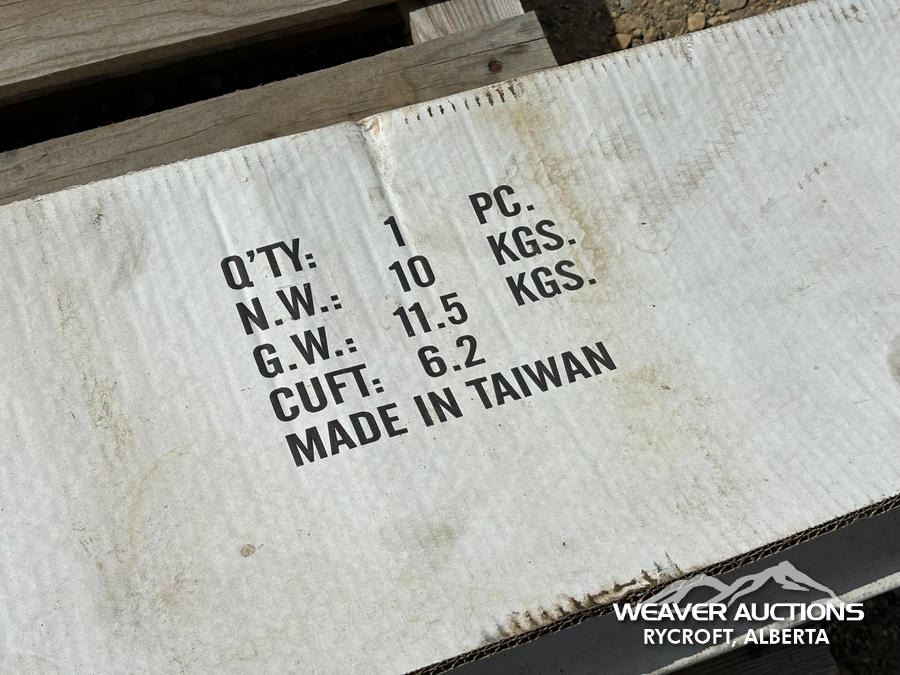 Q'TY: 1 PC.
N.W.: 10 KGS.
G.W.: 11.5 KGS.
CUFT: 6.2
MADE IN TAIWAN
WEAVER AUCTIONS
RYCROFT, ALBERTA